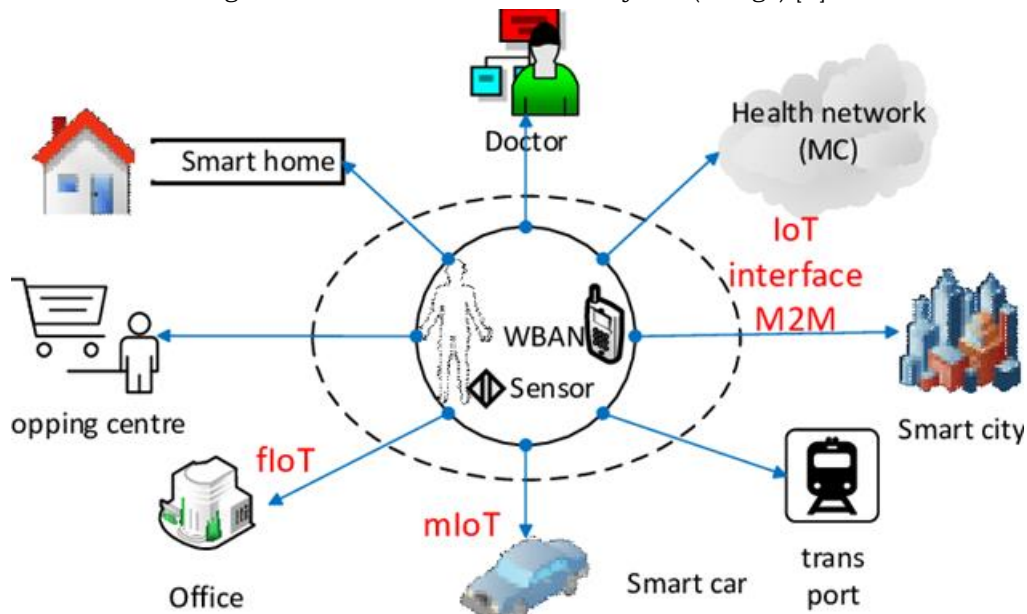 Doctor
Health network
(MC)
Smart home
IoT
interface
M2M
WBAN
Sensor
opping centre
Smart city
fIoT
mIoT
Office
Smart car
trans
port